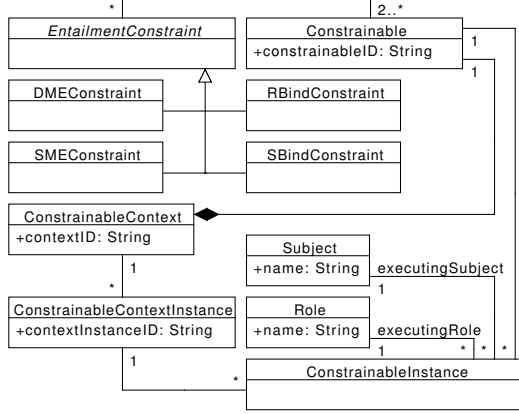 *
2..*
EntailmentConstraint
Constrainable
+constrainableID: String
1
1
DMEConstraint
RBindConstraint
SMEConstraint
SBindConstraint
ConstrainableContext
+contextID: String
1
*
Subject
+name: String
executingSubject
1
ConstrainableContextInstance
+contextInstanceID: String
1
*
Role
+name: String
executingRole
1
* * *
ConstrainableInstance